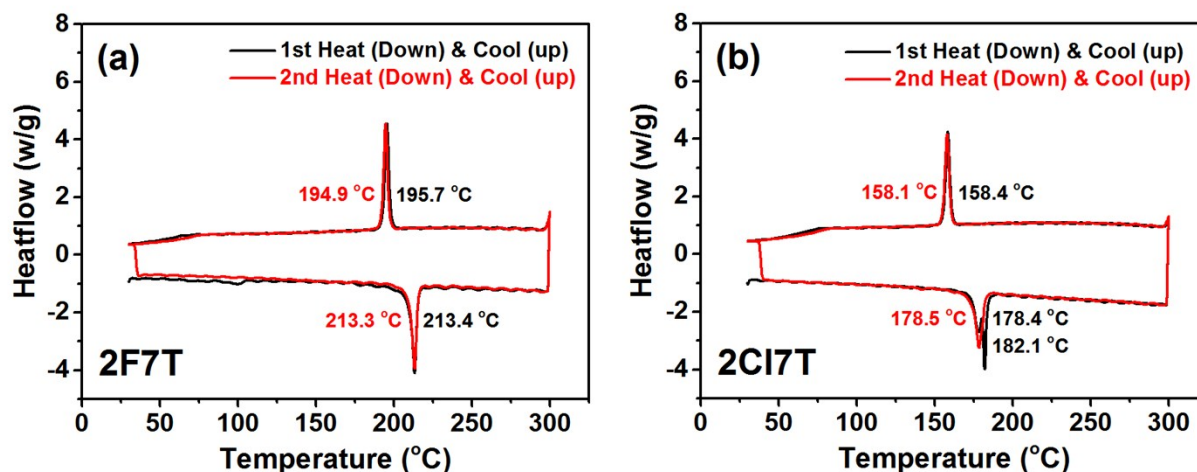 (a)
1st Heat (Down) & Cool (up)
2nd Heat (Down) & Cool (up)
Heatflow (w/g)
8
6
4
2
0
-2
-4
194.9 °C
195.7 °C
213.3 °C
213.4 °C
2F7T
0 50 100 150 200 250 300
Temperature (°C)
(b)
1st Heat (Down) & Cool (up)
2nd Heat (Down) & Cool (up)
Heatflow (w/g)
8
6
4
2
0
-2
-4
158.1 °C
158.4 °C
178.5 °C
178.4 °C
182.1 °C
2Cl7T
0 50 100 150 200 250 300
Temperature (°C)